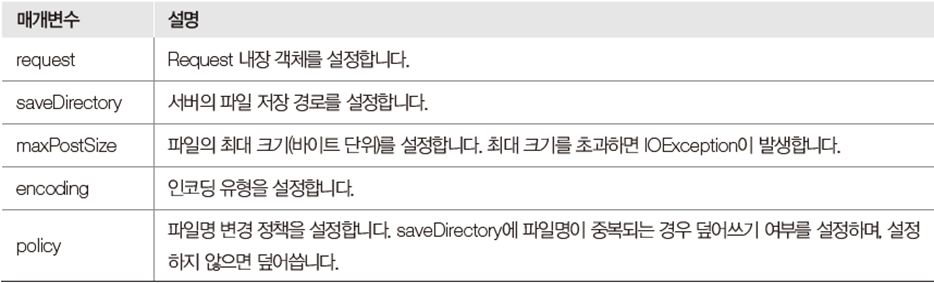 매개변수 설명
request Request 내장 객체를 설정합니다.
saveDirectory 서버의 파일 저장 경로를 설정합니다.
maxPostSize 파일의 최대 크기(바이트 단위)를 설정합니다. 최대 크기를 초과하면 IOException이 발생합니다.
encoding 인코딩 유형을 설정합니다.
policy 파일명 변경 정책을 설정합니다. saveDirectory에 파일명이 중복되는 경우 덮어쓰기 여부를 설정하며, 설정
하지 않으면 덮어씁니다.